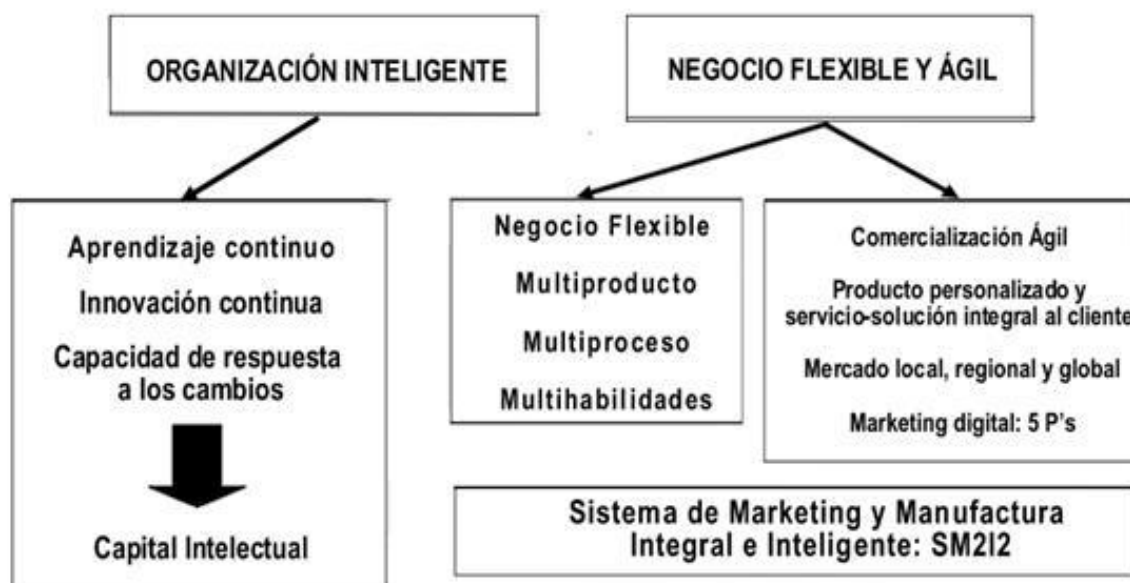 ORGANIZACIÓN INTELIGENTE
NEGOCIO FLEXIBLE Y ÁGIL
Aprendizaje continuo
Innovación continua
Capacidad de respuesta
a los cambios
Capital Intelectual
Negocio Flexible
Multiproducto
Multiproceso
Multihabilidades
Comercialización Ágil
Producto personalizado y
servicio-solución integral al cliente
Mercado local, regional y global
Marketing digital: 5 P's
Sistema de Marketing y Manufactura
Integral e Inteligente: SM2I2